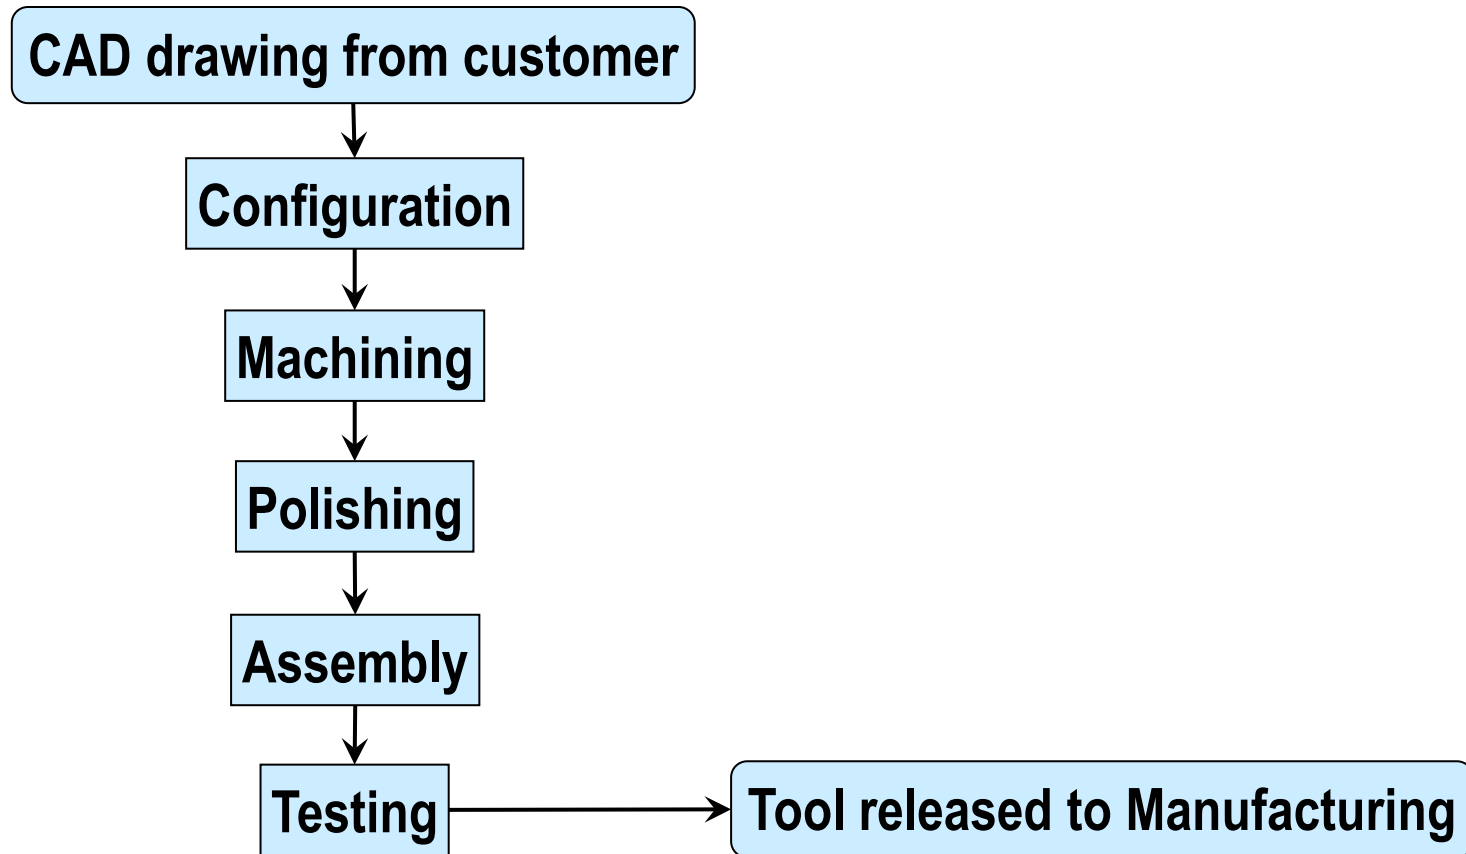 CAD drawing from customer
Configuration
Machining
Polishing
Assembly
Testing
Tool released to Manufacturing